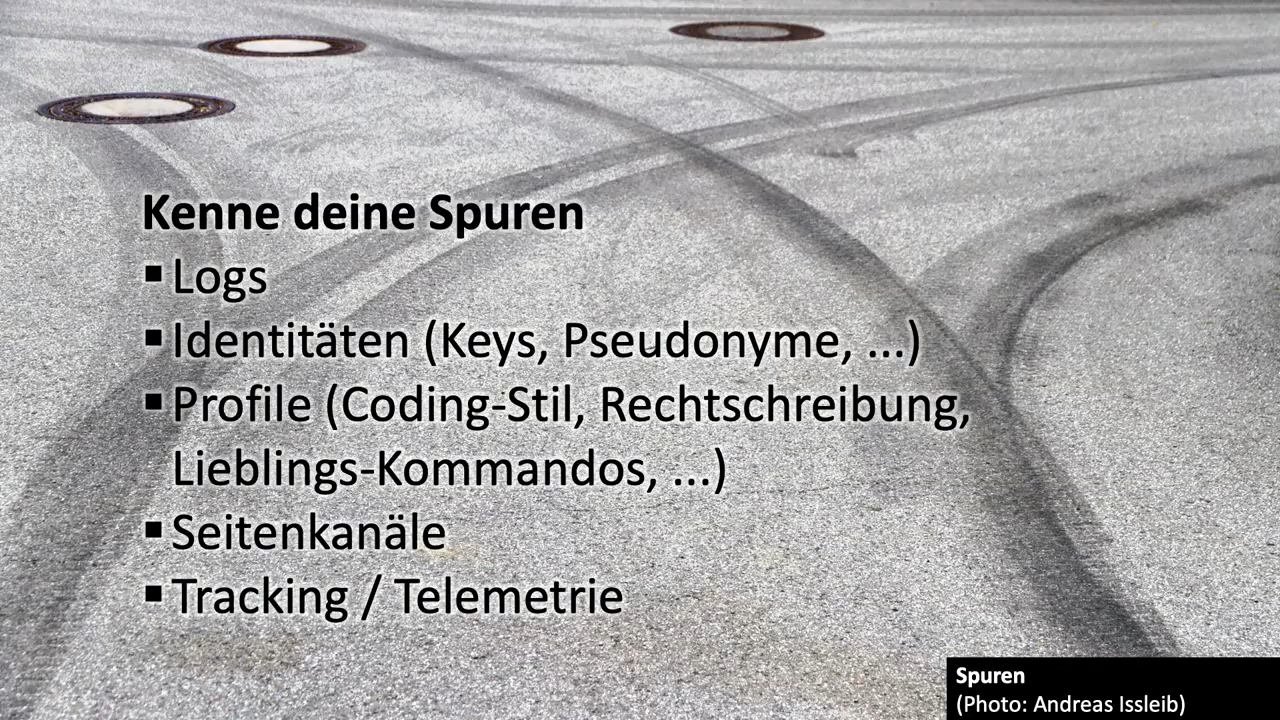 Kenne deine Spuren
▪ Logs
▪ Identitäten (Keys, Pseudonyme, ...)
▪ Profile (Coding-Stil, Rechtschreibung,
Lieblings-Kommandos, ...)
▪ Seitenkanäle
▪ Tracking / Telemetrie
Spuren
(Photo: Andreas Issleib)